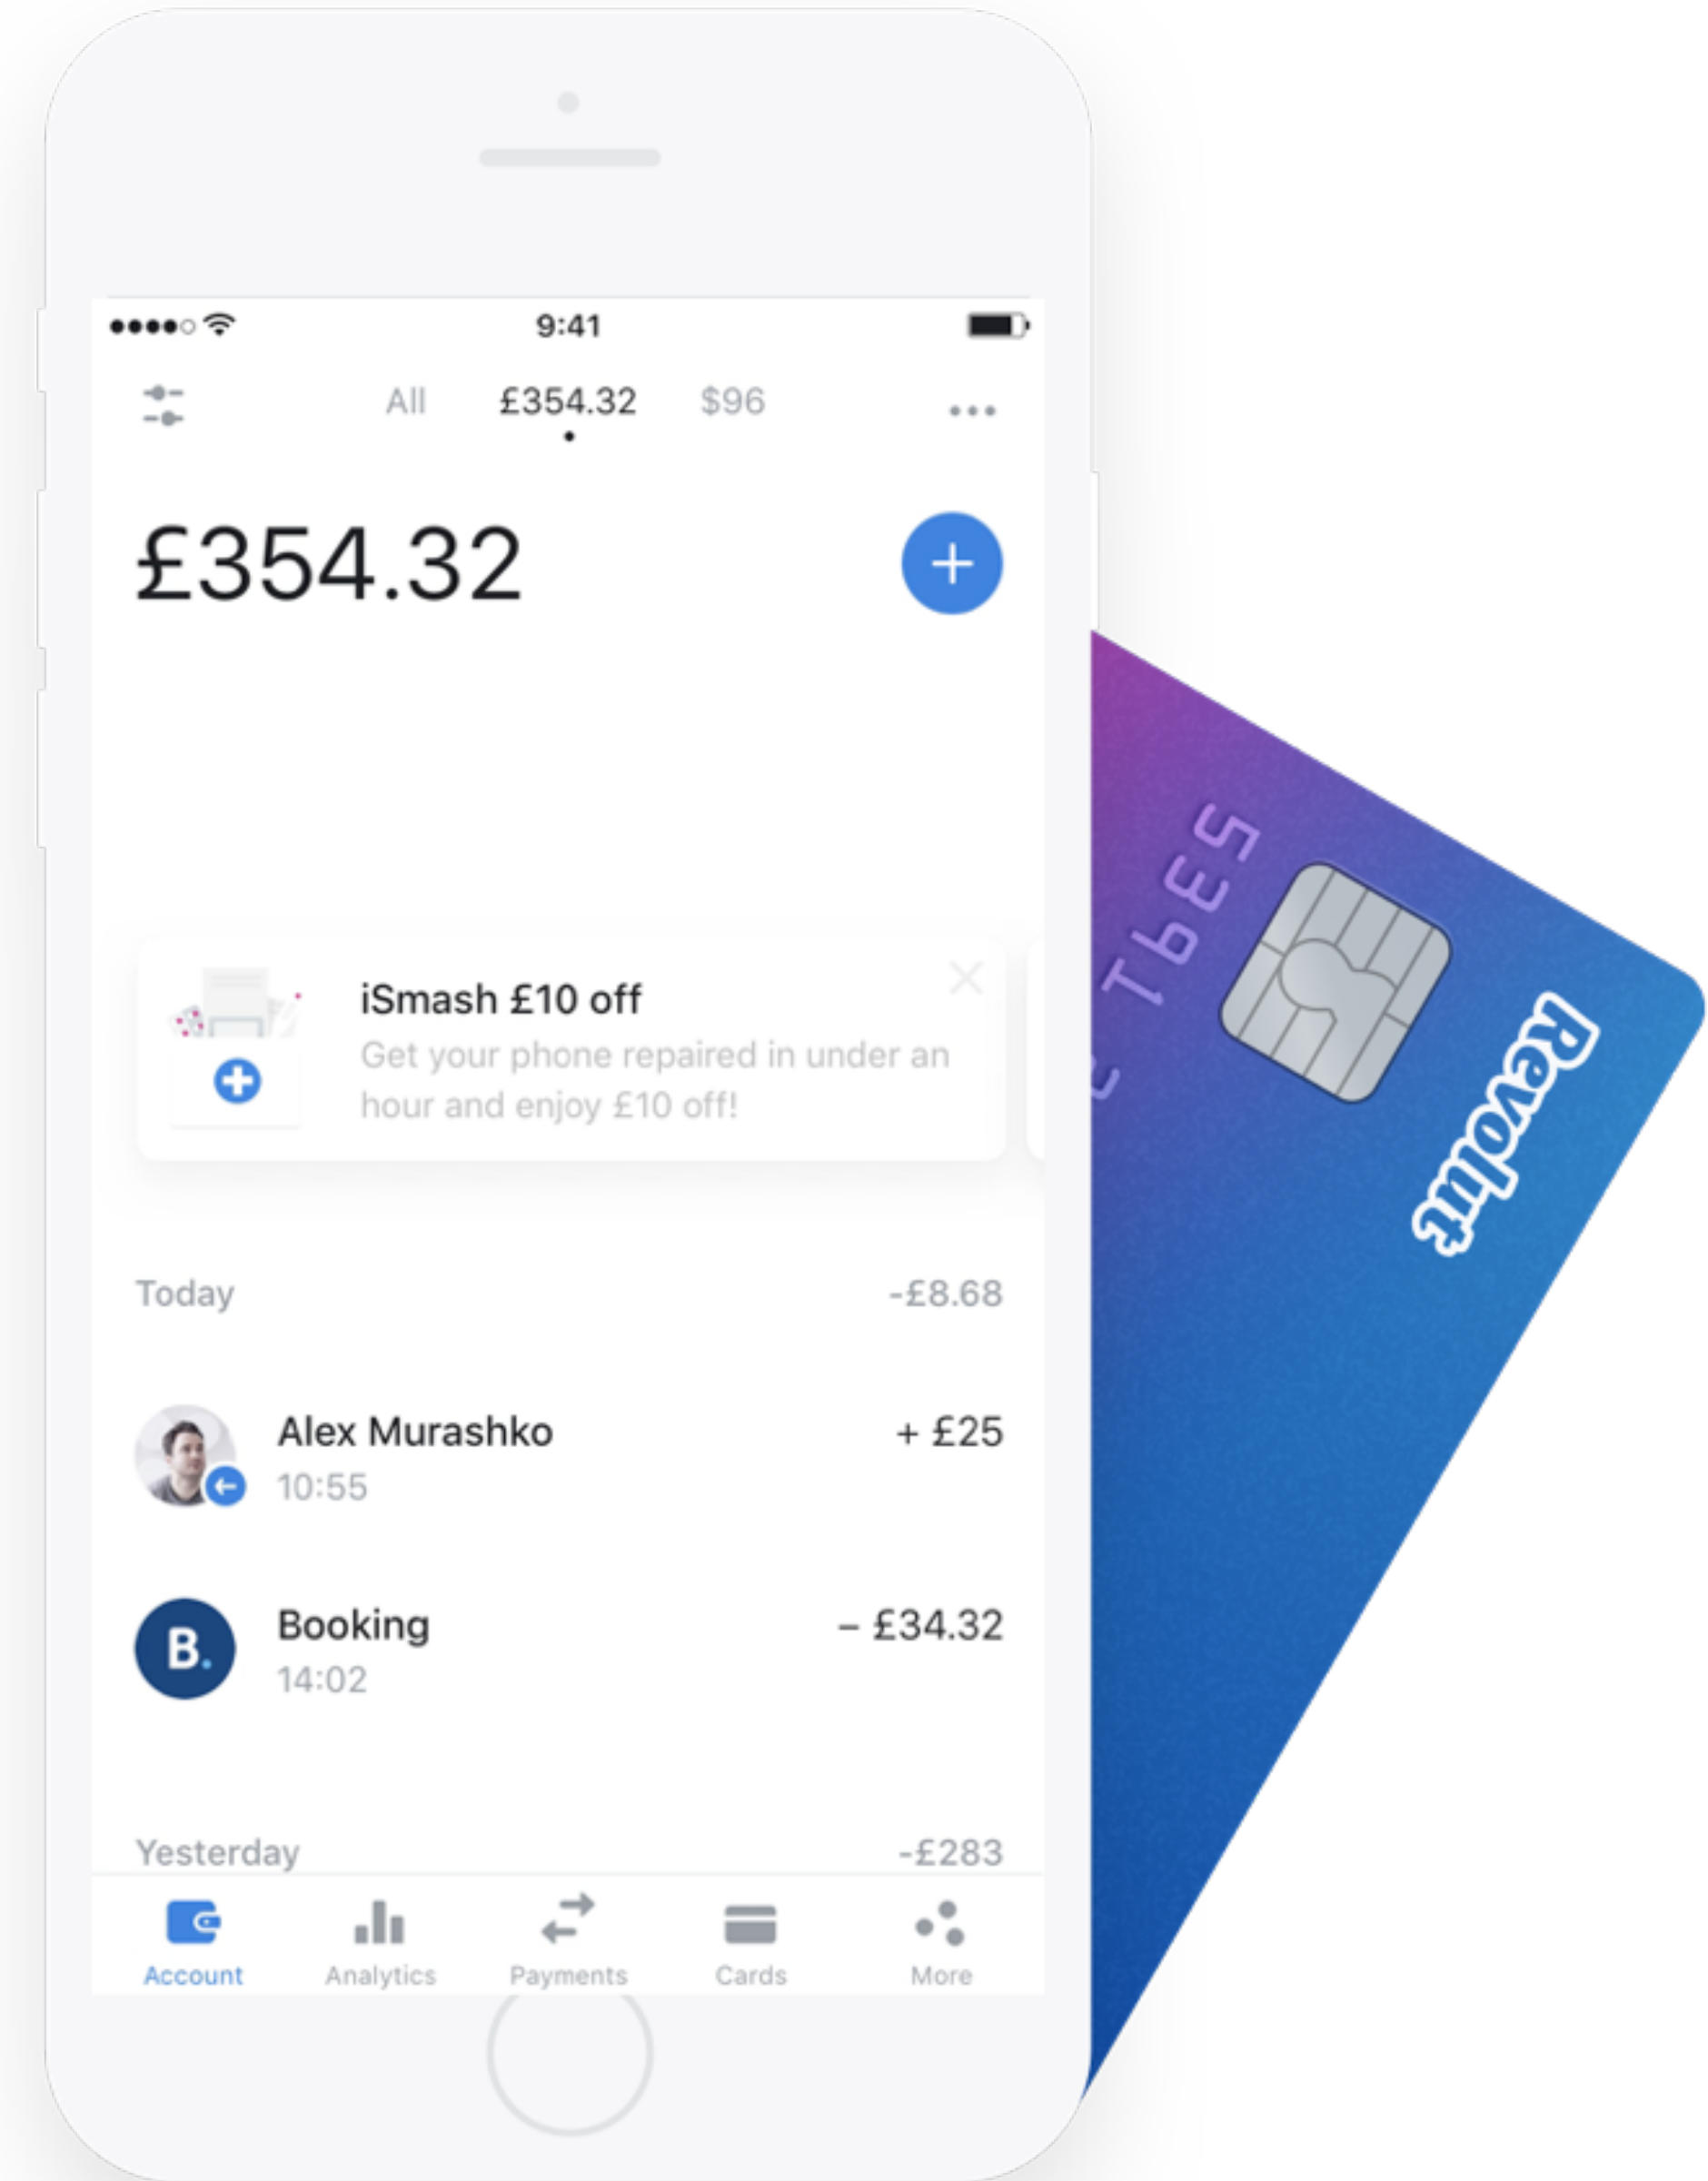 9:41
All £354.32 $96
£354.32
iSmash £10 off
Get your phone repaired in under an
hour and enjoy £10 off!
Today -£8.68
Alex Murashko + £25
10:55
B. Booking – £34.32
14:02
Yesterday -£283
Account Analytics Payments Cards More
Revolut